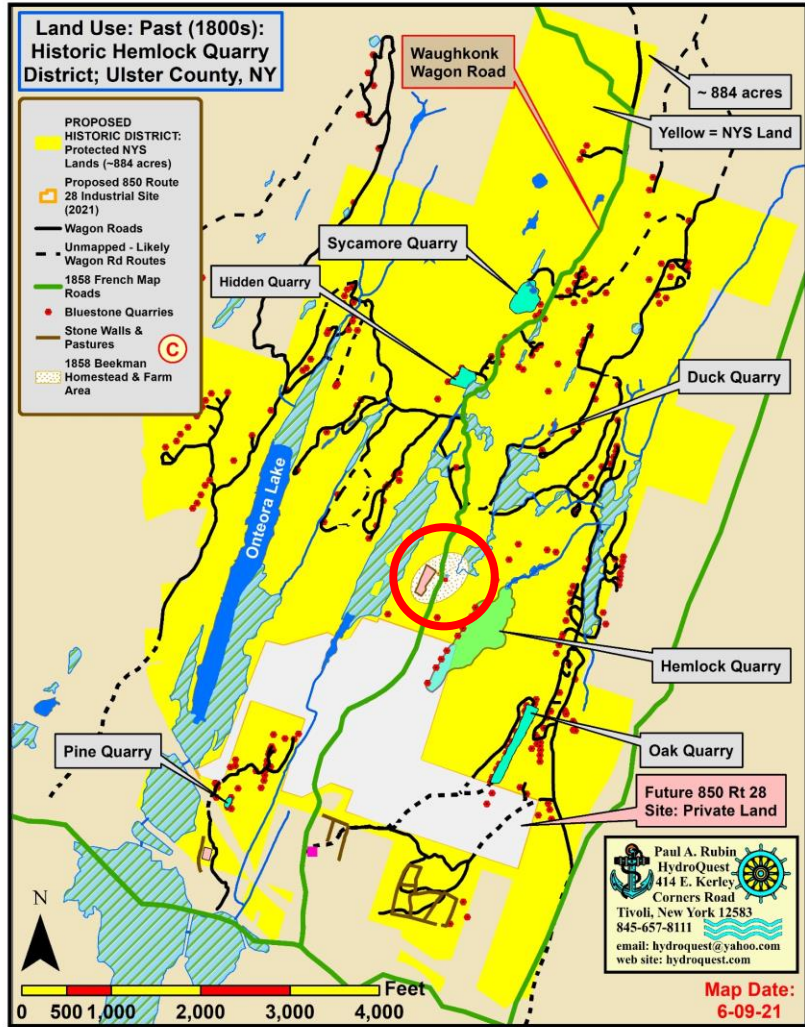 Land Use: Past (1800s):
Historic Hemlock Quarry
District; Ulster County, NY
PROPOSED
HISTORIC DISTRICT:
Protected NYS
Lands (~884 acres)
Proposed 850 Route
28 Industrial Site
(2021)
Wagon Roads
Unmapped - Likely
Wagon Rd Routes
1858 French Map
Roads
Bluestone Quarries
Stone Walls &
Pastures
C
1858 Beekman
Homestead & Farm
Area
Waughkonk
Wagon Road
~ 884 acres
Yellow = NYS Land
Sycamore Quarry
Hidden Quarry
Duck Quarry
Onteora Lake
Hemlock Quarry
Pine Quarry
Oak Quarry
Future 850 Rt 28
Site: Private Land
Paul A. Rubin
HydroQuest
414 E. Kerley
Corners Road
Tivoli, New York 12583
845-657-8111
email: hydroquest@yahoo.com
web site: hydroquest.com
N
Feet
0 500 1,000 2,000 3,000 4,000
Map Date:
6-09-21